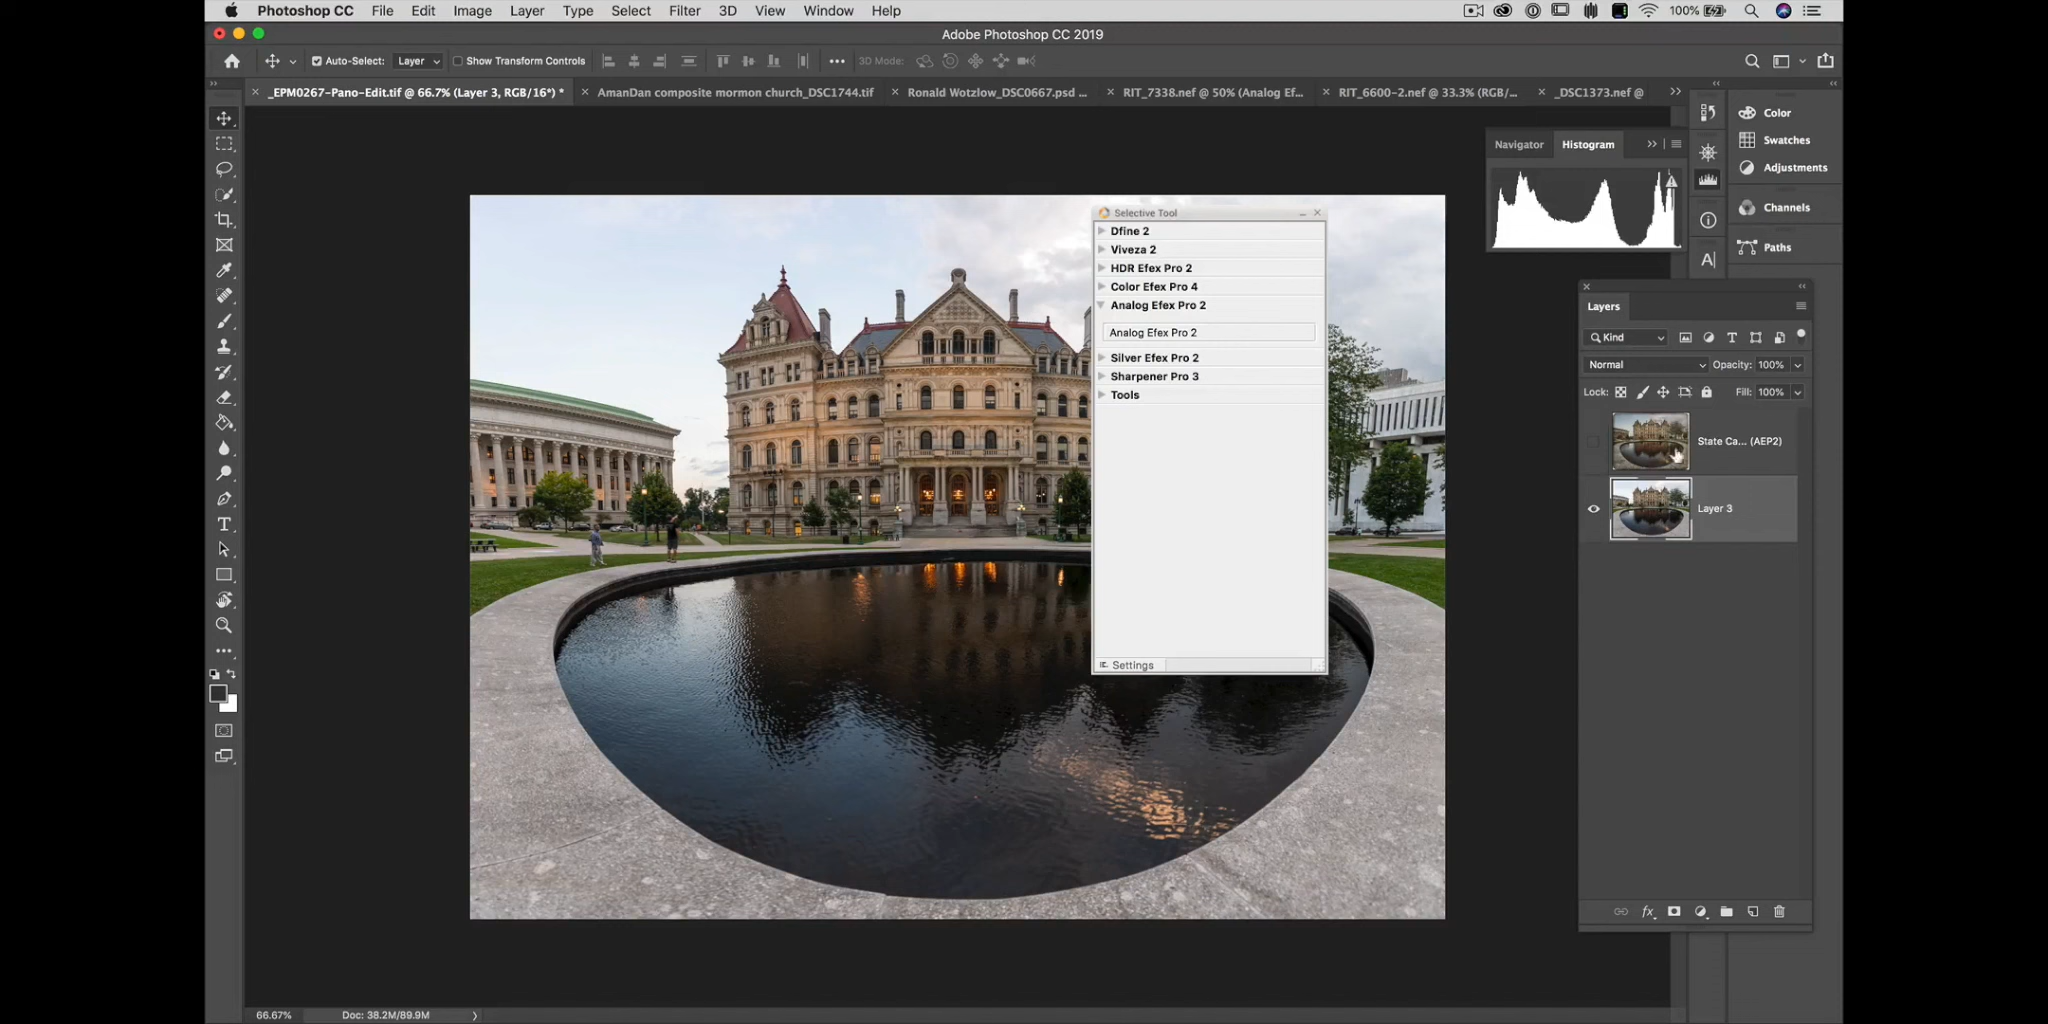 Photoshop CC File Edit Image Layer Type Select Filter 3D View Window Help 100%
Adobe Photoshop CC 2019
Auto-Select: Layer Show Transform Controls 3D Mode:
_EPM0267-Pano-Edit.tif @ 66.7% (Layer 3, RGB/16*) * AmanDan composite mormon church_DSC1744.tif Ronald Wotzlow_DSC0667.psd ... RIT_7338.nef @ 50% (Analog Ef... RIT_6600-2.nef @ 33.3% (RGB/... _DSC1373.nef @
Color
Navigator Histogram
Swatches
Adjustments
Channels
Paths
Selective Tool
Dfine 2
Viveza 2
HDR Efex Pro 2
Color Efex Pro 4
Analog Efex Pro 2
Analog Efex Pro 2
Silver Efex Pro 2
Sharpener Pro 3
Tools
Settings
Layers
Kind
Normal Opacity: 100%
Lock: Fill: 100%
State Ca... (AEP2)
Layer 3
fx
66.67% Doc: 38.2M/89.9M